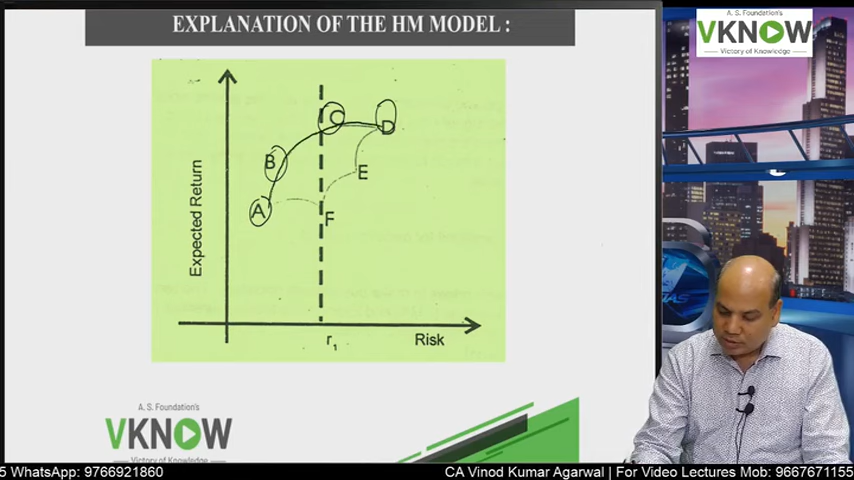 EXPLANATION OF THE HM MODEL :
A. S. Foundation's
VKNOW
Victory of Knowledge
Expected Return
A
B
C
D
E
F
r1
Risk
A. S. Foundation's
VKNOW
Victory of Knowledge
5 WhatsApp: 9766921860
CA Vinod Kumar Agarwal | For Video Lectures Mob: 9667671155